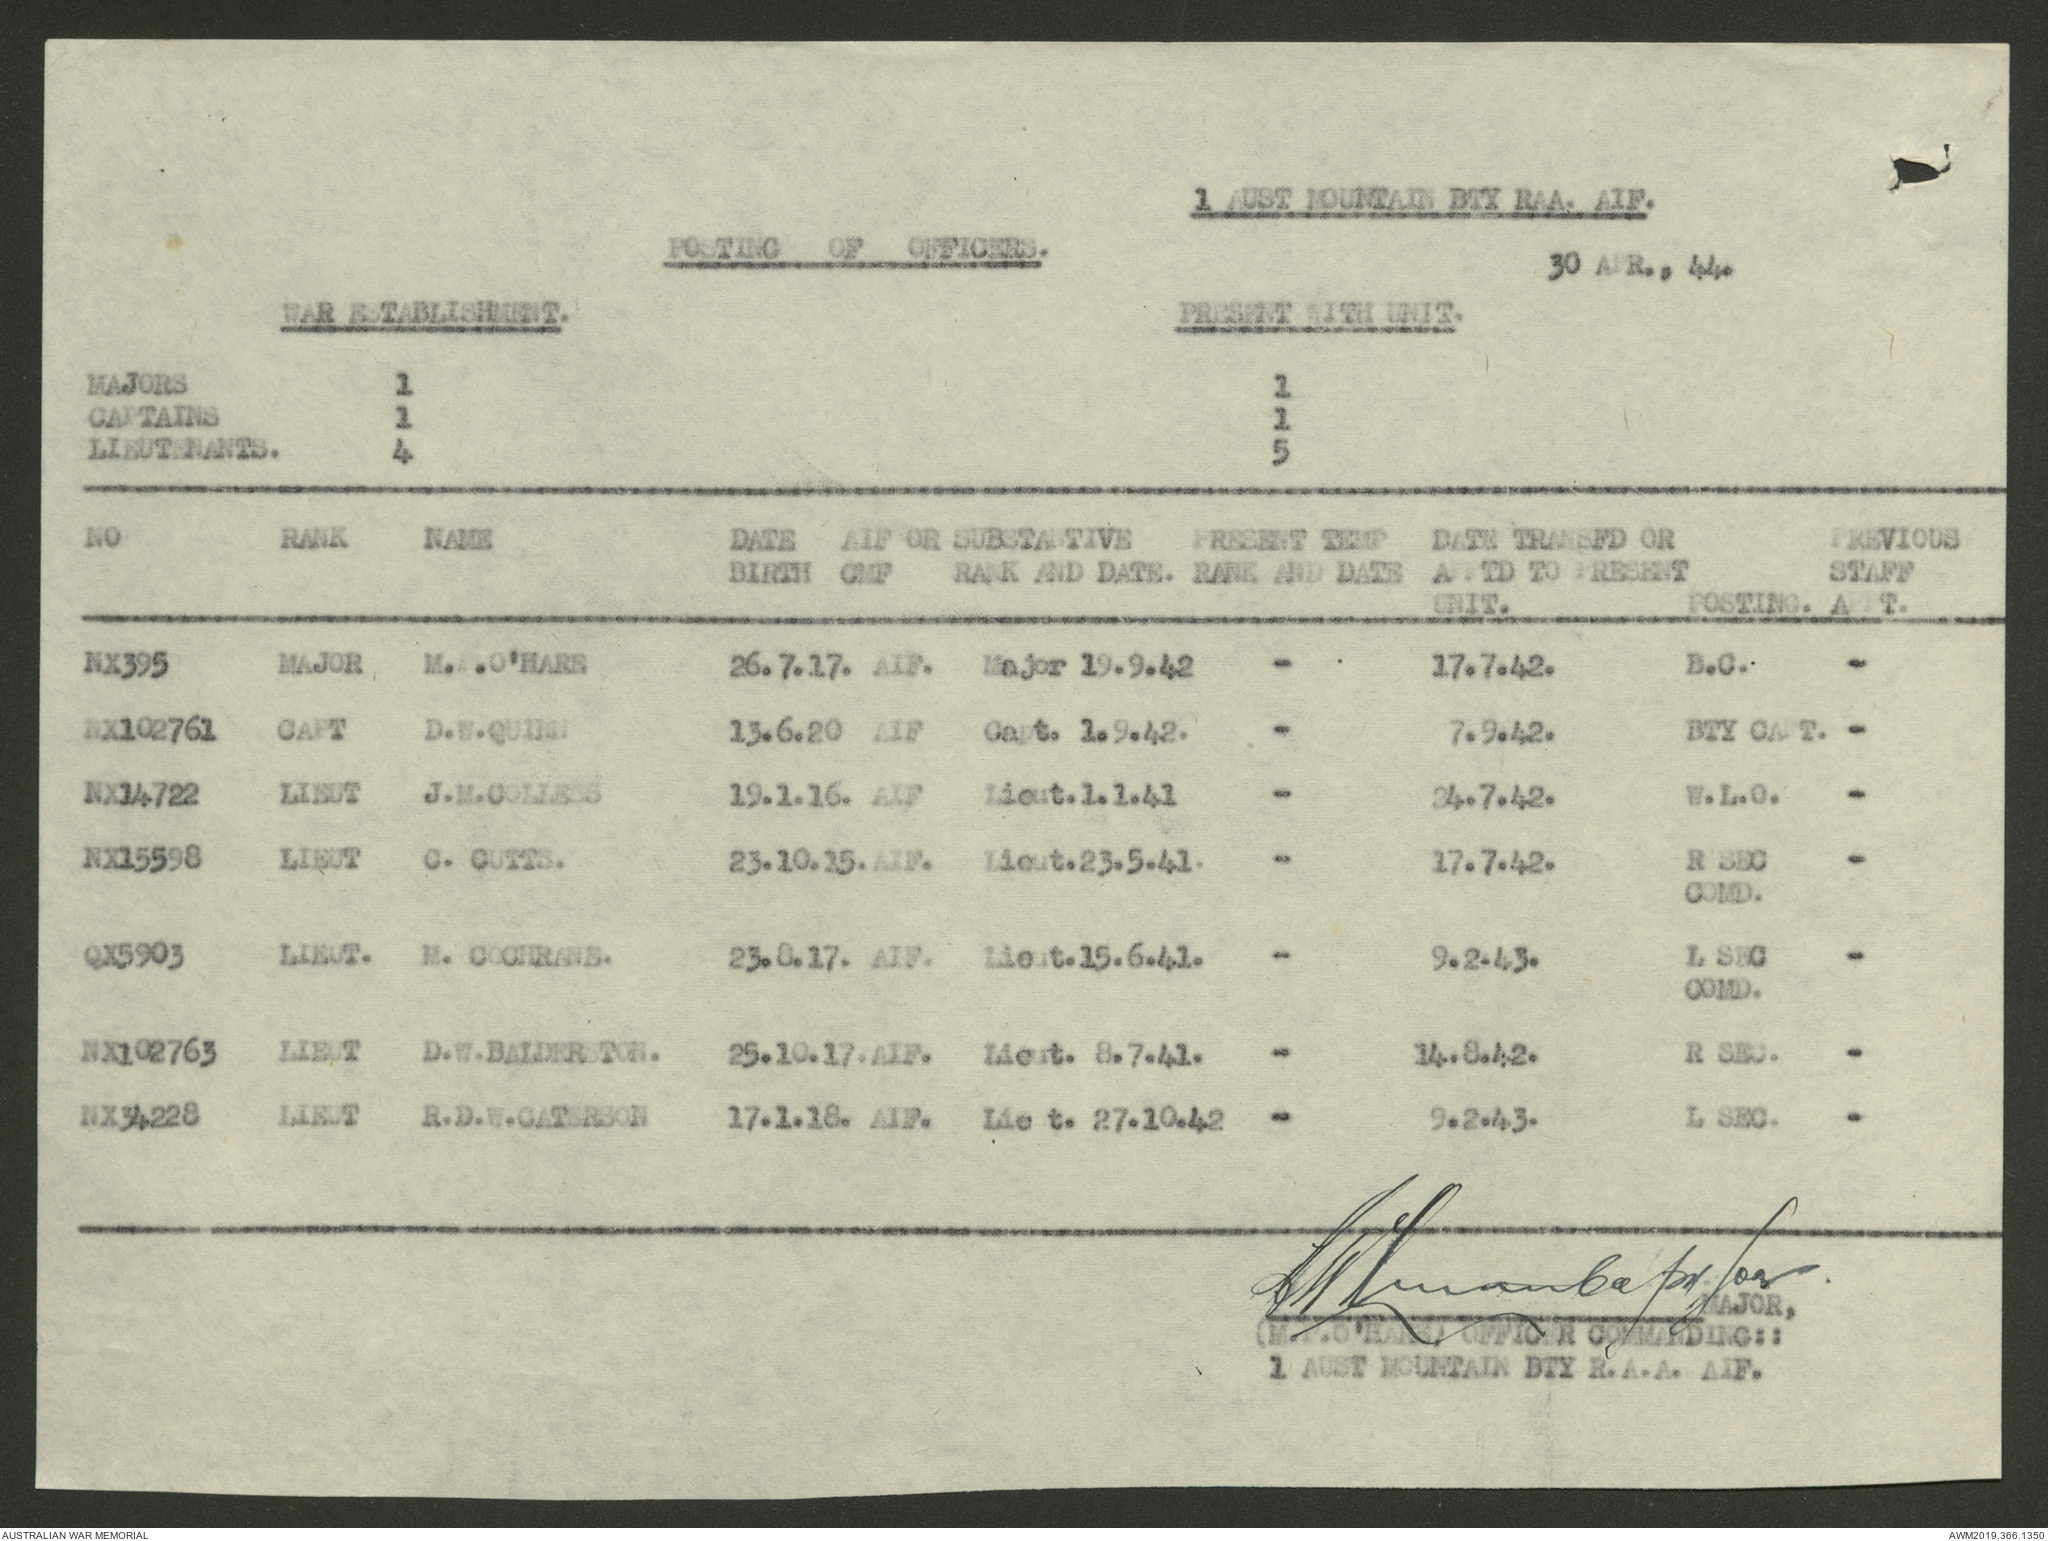 1 AUST MOUNTAIN BTY RAA. AIF.
POSTING OF OFFICERS.
30 APR., 44.
WAR ESTABLISHMENT. PRESENT WITH UNIT.
MAJORS 1 1
CAPTAINS 1 1
LIEUTENANTS. 4 5
NO RANK NAME DATE AIF OR SUBSTANTIVE PRESENT TEMP DATE TRANSFD OR PREVIOUS
BIRTH CMF RANK AND DATE. RANK AND DATE APPTD TO PRESENT STAFF
UNIT. POSTING. APPT.
NX395 MAJOR M. .O'HARE 26.7.17. AIF. Major 19.9.42 - 17.7.42. B.C. -
NX102761 CAPT D.W.QUINN 13.6.20 AIF Capt. 1.9.42. - 7.9.42. BTY CAPT. -
NX14722 LIEUT J.M.COLLESS 19.1.16. AIF Lieut.1.1.41 - 24.7.42. W.L.O. -
NX15598 LIEUT C. CUTTS. 23.10.15. AIF. Lieut.23.5.41. - 17.7.42. R SEC -
COMD.
QX5903 LIEUT. M. COCHRANE. 23.8.17. AIF. Lieut.15.6.41. - 9.2.43. L SEC -
COMD.
NX102763 LIEUT D.W.BALDERSTON. 25.10.17. AIF. Lieut. 8.7.41. - 14.8.42. R SEC. -
NX34228 LIEUT R.D.W.CATERSON 17.1.18. AIF. Lie t. 27.10.42 - 9.2.43. L SEC. -
MAJOR,
(M. .O'HARE) OFFICER COMMANDING::
1 AUST MOUNTAIN BTY R.A.A. AIF.
AUSTRALIAN WAR MEMORIAL AWM2019.366.1350